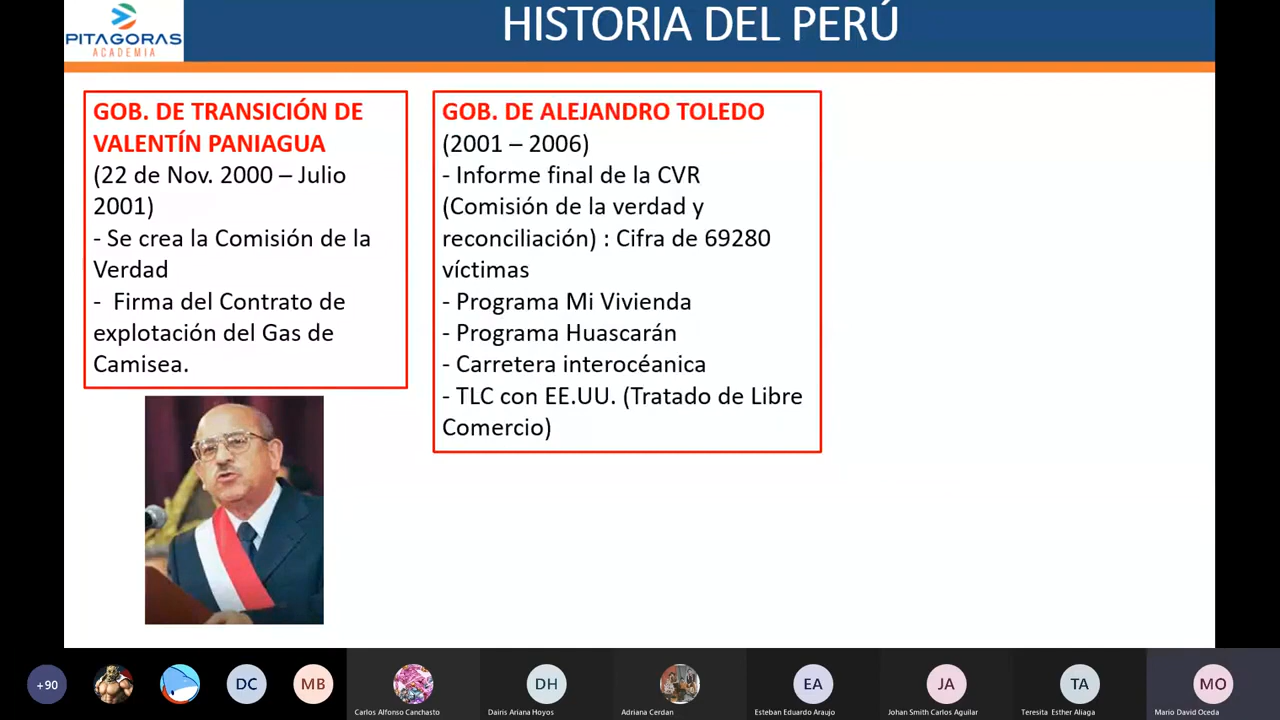 PITAGORAS
ACADEMIA
HISTORIA DEL PERÚ
GOB. DE TRANSICIÓN DE
VALENTÍN PANIAGUA
(22 de Nov. 2000 – Julio
2001)
- Se crea la Comisión de la
Verdad
- Firma del Contrato de
explotación del Gas de
Camisea.
GOB. DE ALEJANDRO TOLEDO
(2001 – 2006)
- Informe final de la CVR
(Comisión de la verdad y
reconciliación) : Cifra de 69280
víctimas
- Programa Mi Vivienda
- Programa Huascarán
- Carretera interocéanica
- TLC con EE.UU. (Tratado de Libre
Comercio)
+90
DC
MB
Carlos Alfonso Canchasto
DH
Dairis Ariana Hoyos
Adriana Cerdan
EA
Esteban Eduardo Araujo
JA
Johan Smith Carlos Aguilar
TA
Teresita Esther Aliaga
MO
Mario David Oceda